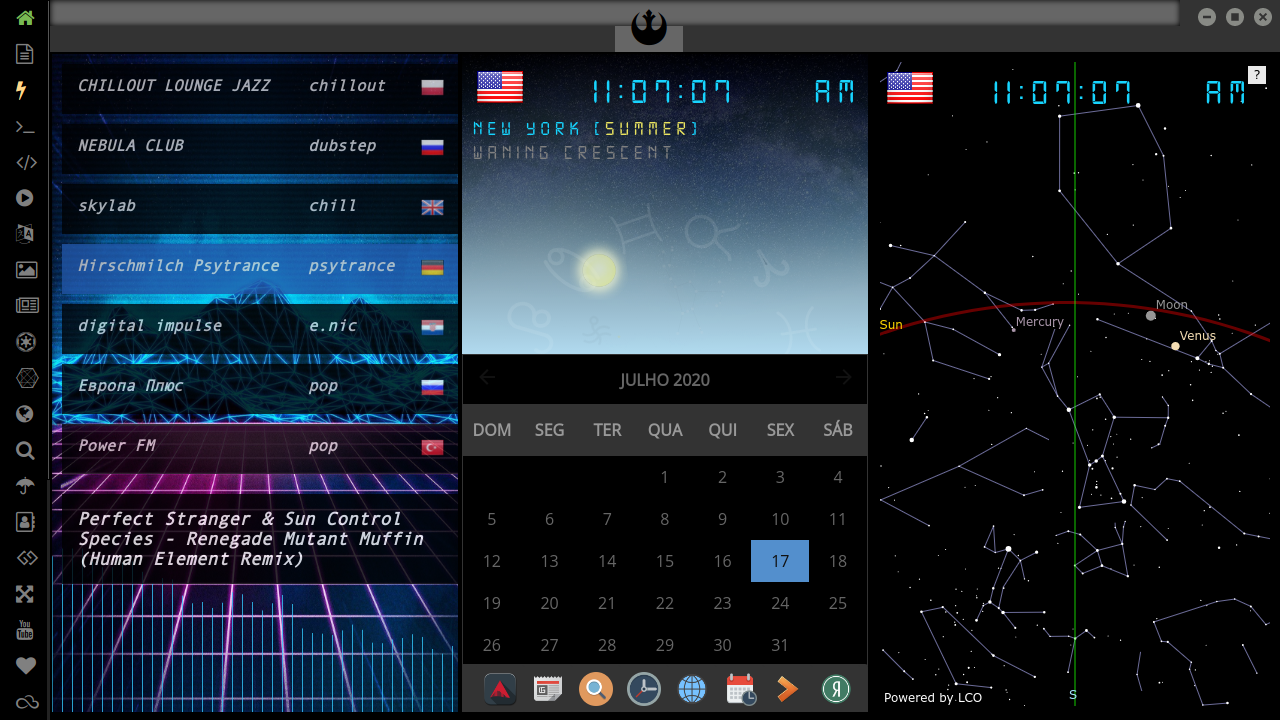 CHILLOUT LOUNGE JAZZ chillout
NEBULA CLUB dubstep
skylab chill
Hirschmilch Psytrance psytrance
digital impulse e.nic
Европа Плюс pop
Power FM pop
Perfect Stranger & Sun Control
Species - Renegade Mutant Muffin
(Human Element Remix)
11:07:07 AM
NEW YORK [SUMMER]
WANING CRESCENT
JULHO 2020
DOM SEG TER QUA QUI SEX SÁB
1 2 3 4
5 6 7 8 9 10 11
12 13 14 15 16 17 18
19 20 21 22 23 24 25
26 27 28 29 30 31
Я
11:07:07 AM
?
Moon
Mercury
Sun
Venus
S
Powered by LCO
You
Tube